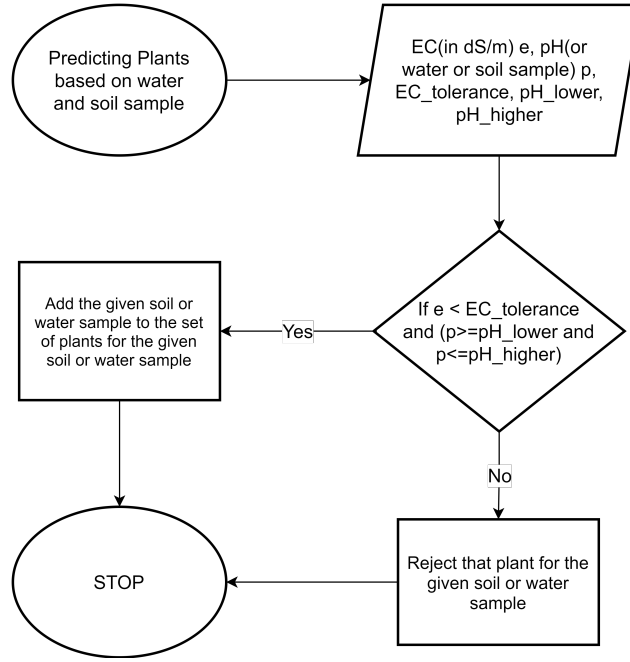 Predicting Plants
based on water
and soil sample
EC(in dS/m) e, pH(or
water or soil sample) p,
EC_tolerance, pH_lower,
pH_higher
If e < EC_tolerance
and (p>=pH_lower and
p<=pH_higher)
Yes
Add the given soil or
water sample to the set
of plants for the given
soil or water sample
No
Reject that plant for the
given soil or water
sample
STOP